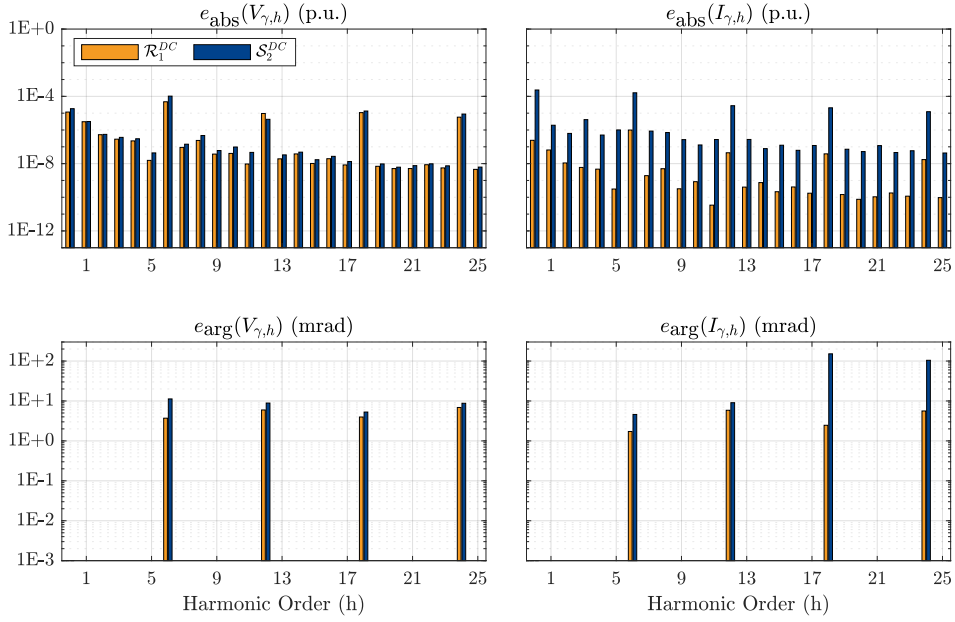 e_abs(V_γ,h) (p.u.)
1E+0
1E-4
1E-8
1E-12
R_1^DC S_2^DC
1 5 9 13 17 21 25
e_abs(I_γ,h) (p.u.)
1 5 9 13 17 21 25
e_arg(V_γ,h) (mrad)
1E+2
1E+1
1E+0
1E-1
1E-2
1E-3
1 5 9 13 17 21 25
Harmonic Order (h)
e_arg(I_γ,h) (mrad)
1 5 9 13 17 21 25
Harmonic Order (h)